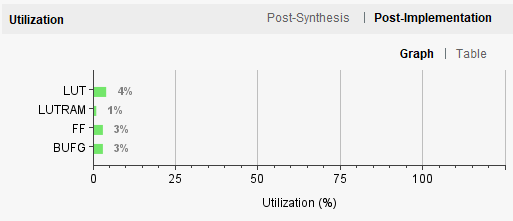 Utilization Post-Synthesis | Post-Implementation
Graph | Table
LUT 4%
LUTRAM 1%
FF 3%
BUFG 3%
0 25 50 75 100
Utilization (%)